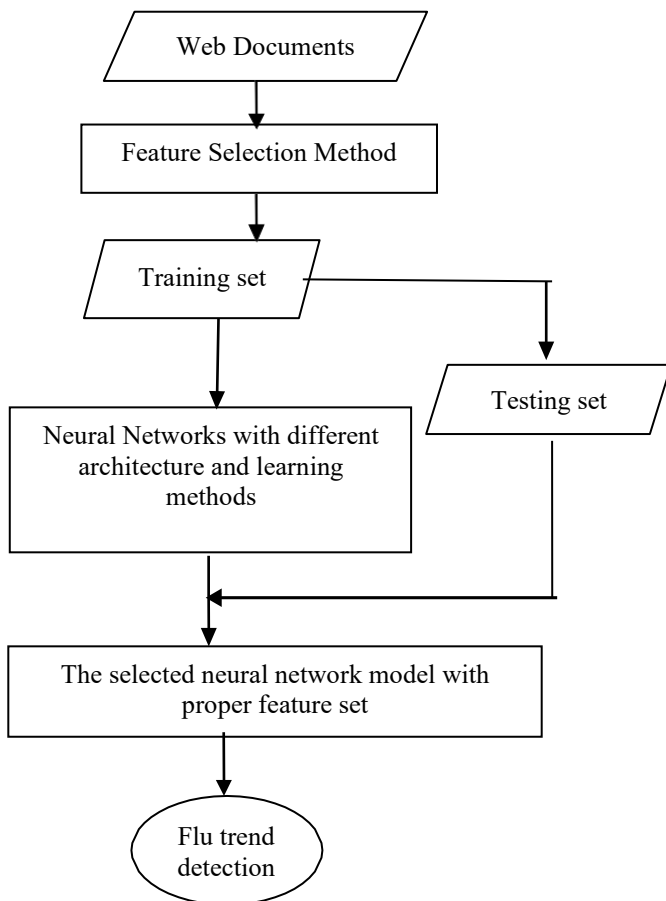 Web Documents
Feature Selection Method
Training set
Testing set
Neural Networks with different
architecture and learning
methods
The selected neural network model with
proper feature set
Flu trend
detection